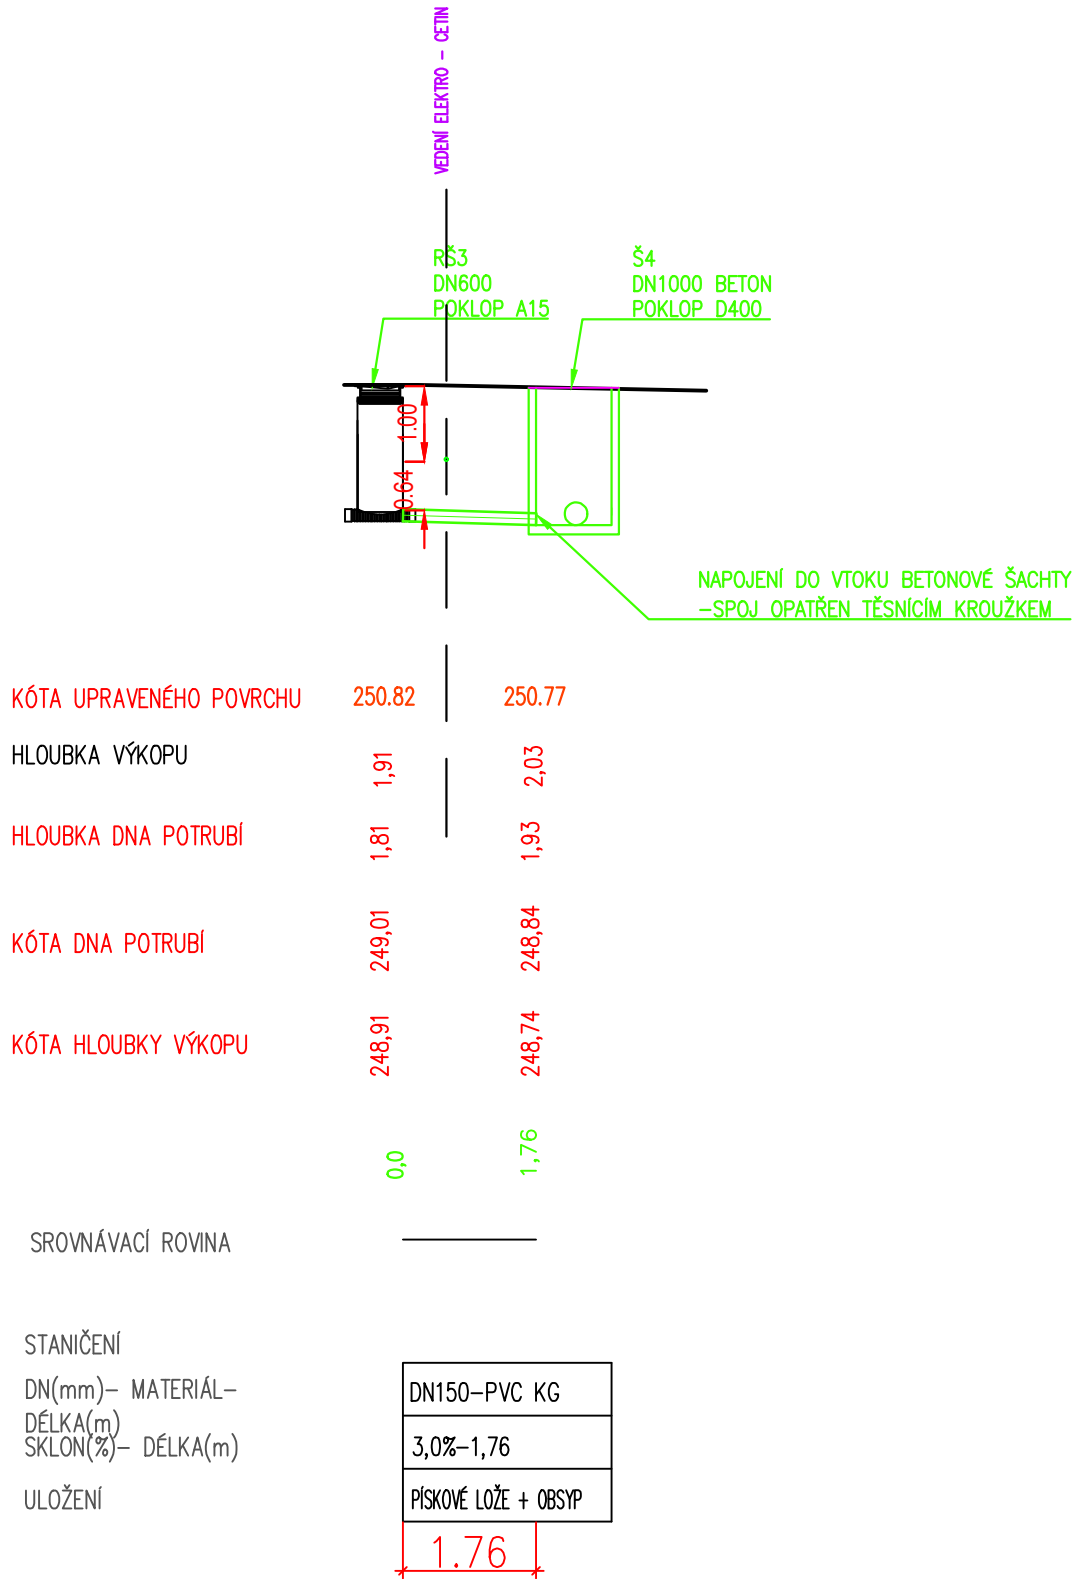 VEDENÍ ELEKTRO - CETIN
RŠ3
DN600
POKLOP A15
Š4
DN1000 BETON
POKLOP D400
1.00
0.64
NAPOJENÍ DO VTOKU BETONOVÉ ŠACHTY
-SPOJ OPATŘEN TĚSNÍCÍM KROUŽKEM
KÓTA UPRAVENÉHO POVRCHU 250.82 250.77
HLOUBKA VÝKOPU 1,91 2,03
HLOUBKA DNA POTRUBÍ 1,81 1,93
KÓTA DNA POTRUBÍ 249,01 248,84
KÓTA HLOUBKY VÝKOPU 248,91 248,74
0,0 1,76
SROVNÁVACÍ ROVINA
STANIČENÍ
DN(mm)- MATERIÁL-
DÉLKA(m)
DN150-PVC KG
SKLON(%)- DÉLKA(m) 3,0%-1,76
ULOŽENÍ PÍSKOVÉ LOŽE + OBSYP
1.76